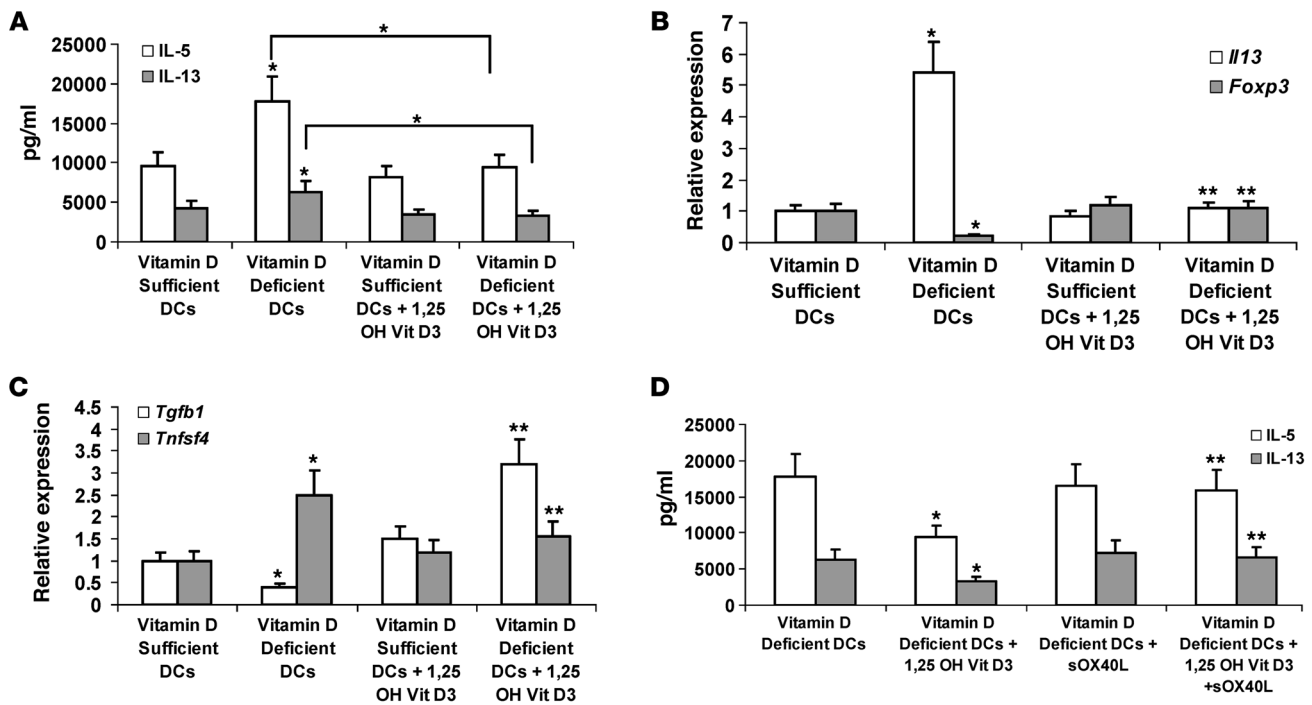 A
25000
20000
15000
10000
5000
0
pg/ml
IL-5
IL-13
*
*
*
*
Vitamin D
Sufficient
DCs
Vitamin D
Deficient
DCs
Vitamin D
Sufficient
DCs + 1,25
OH Vit D3
Vitamin D
Deficient
DCs + 1,25
OH Vit D3
B
7
6
5
4
3
2
1
0
Relative expression
Il13
Foxp3
*
*
**
**
Vitamin D
Sufficient
DCs
Vitamin D
Deficient
DCs
Vitamin D
Sufficient
DCs + 1,25
OH Vit D3
Vitamin D
Deficient
DCs + 1,25
OH Vit D3
C
4.5
4
3.5
3
2.5
2
1.5
1
0.5
0
Relative expression
Tgfb1
Tnfsf4
*
*
**
**
Vitamin D
Sufficient
DCs
Vitamin D
Deficient
DCs
Vitamin D
Sufficient
DCs + 1,25
OH Vit D3
Vitamin D
Deficient
DCs + 1,25
OH Vit D3
D
25000
20000
15000
10000
5000
0
pg/ml
IL-5
IL-13
*
*
**
**
Vitamin D
Deficient DCs
Vitamin D
Deficient DCs +
1,25 OH Vit D3
Vitamin D
Deficient DCs +
sOX40L
Vitamin D
Deficient DCs +
1,25 OH Vit D3
+sOX40L